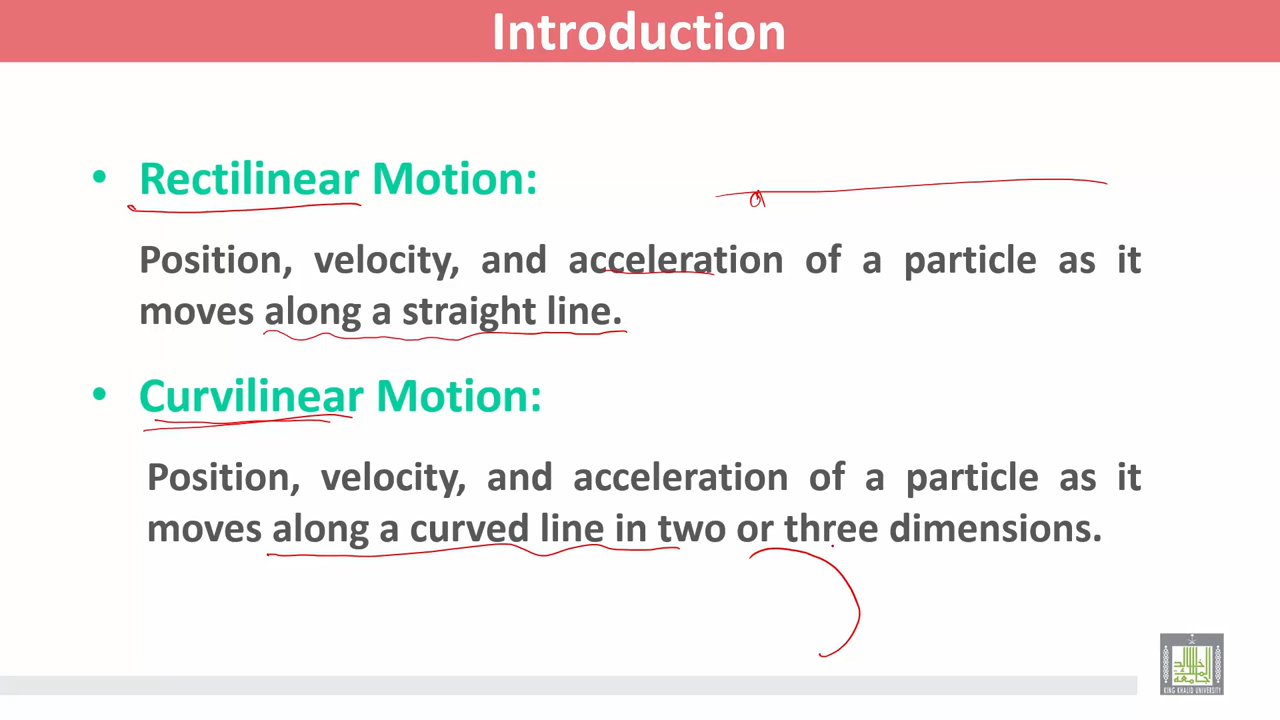 Introduction
• Rectilinear Motion:
Position, velocity, and acceleration of a particle as it
moves along a straight line.
• Curvilinear Motion:
Position, velocity, and acceleration of a particle as it
moves along a curved line in two or three dimensions.
KING KHALID UNIVERSITY